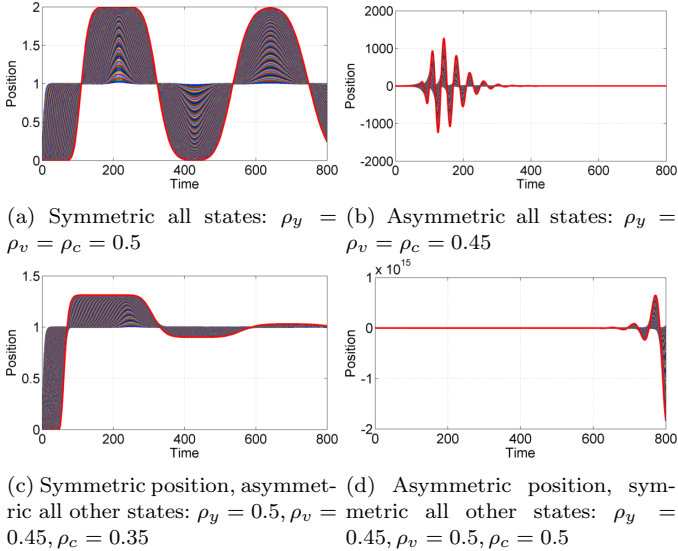 2
1.5
1
0.5
0
Position
0 200 400 600 800
Time
2000
1000
0
-1000
-2000
Position
0 200 400 600 800
Time
(a) Symmetric all states: ρy =
ρv = ρc = 0.5
(b) Asymmetric all states: ρy =
ρv = ρc = 0.45
1.5
1
0.5
0
Position
0 200 400 600 800
Time
1 x 10^15
0
-1
-2
Position
0 200 400 600 800
Time
(c) Symmetric position, asymmet-
ric all other states: ρy = 0.5, ρv =
0.45, ρc = 0.35
(d) Asymmetric position, sym-
metric all other states: ρy =
0.45, ρv = 0.5, ρc = 0.5